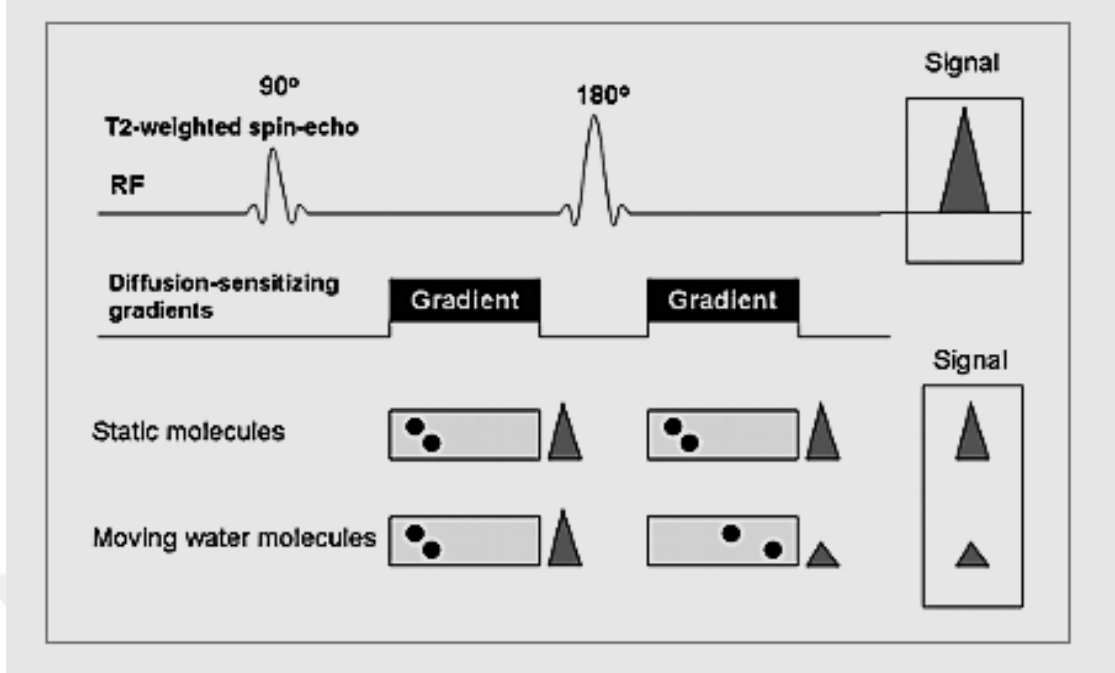 Signal
90°
180°
T2-weighted spin-echo
RF
Diffusion-sensitizing
gradients
Gradient
Gradient
Signal
Static molecules
Moving water molecules